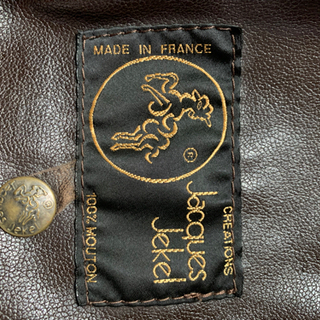 MADE IN FRANCE
®
CREATIONS
Jacques
Jekel
100% MOUTON